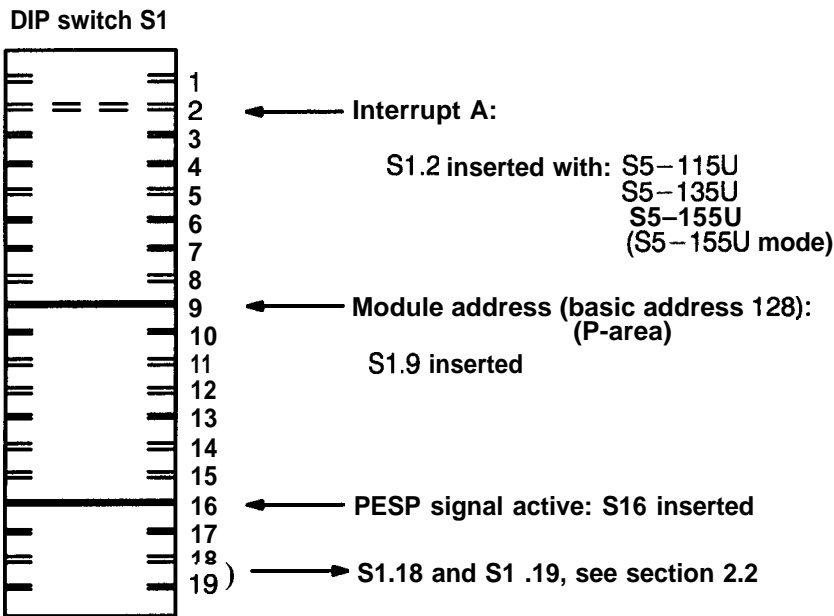 DIP switch S1
1
2 Interrupt A:
3
4 S1.2 inserted with: S5–115U
5 S5–135U
6 S5–155U
7 (S5–155U mode)
8
9 Module address (basic address 128):
10 (P-area)
11 S1.9 inserted
12
13
14
15
16 PESP signal active: S16 inserted
17
18
19 ) S1.18 and S1 .19, see section 2.2